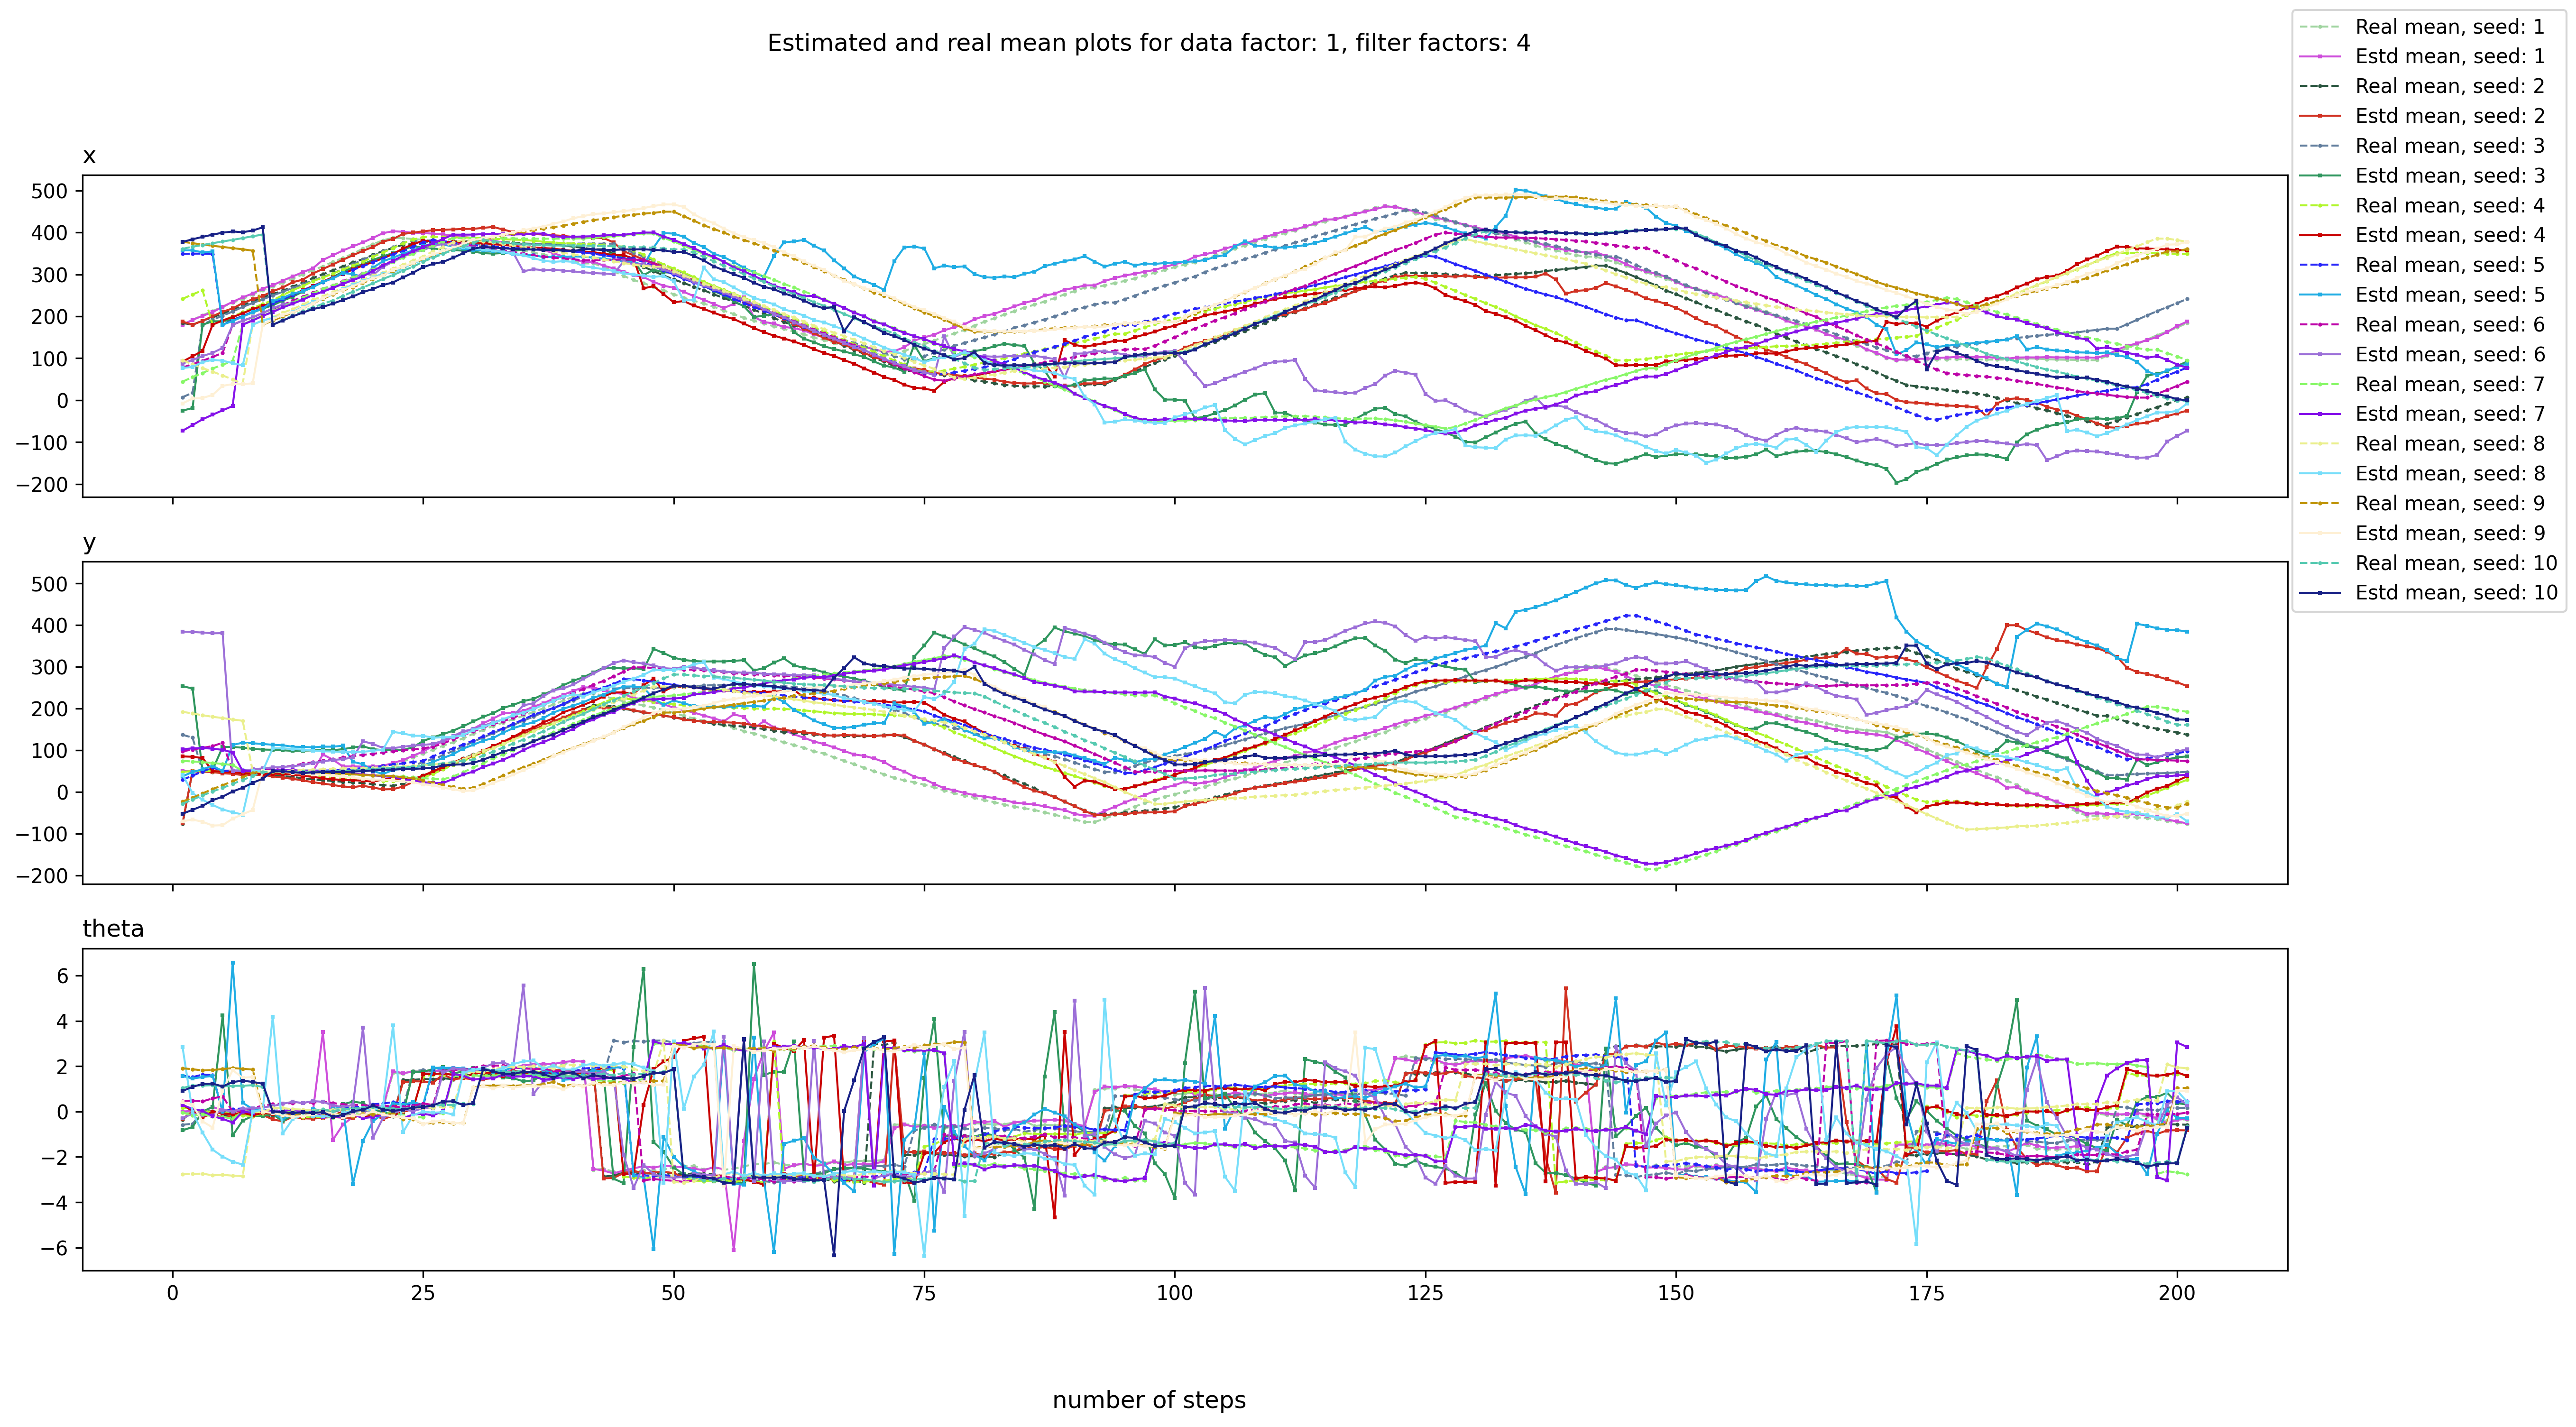 Estimated and real mean plots for data factor: 1, filter factors: 4
Real mean, seed: 1
Estd mean, seed: 1
Real mean, seed: 2
Estd mean, seed: 2
Real mean, seed: 3
Estd mean, seed: 3
Real mean, seed: 4
Estd mean, seed: 4
Real mean, seed: 5
Estd mean, seed: 5
Real mean, seed: 6
Estd mean, seed: 6
Real mean, seed: 7
Estd mean, seed: 7
Real mean, seed: 8
Estd mean, seed: 8
Real mean, seed: 9
Estd mean, seed: 9
Real mean, seed: 10
Estd mean, seed: 10
x
500
400
300
200
100
0
−100
−200
y
500
400
300
200
100
0
−100
−200
theta
6
4
2
0
−2
−4
−6
0 25 50 75 100 125 150 175 200
number of steps